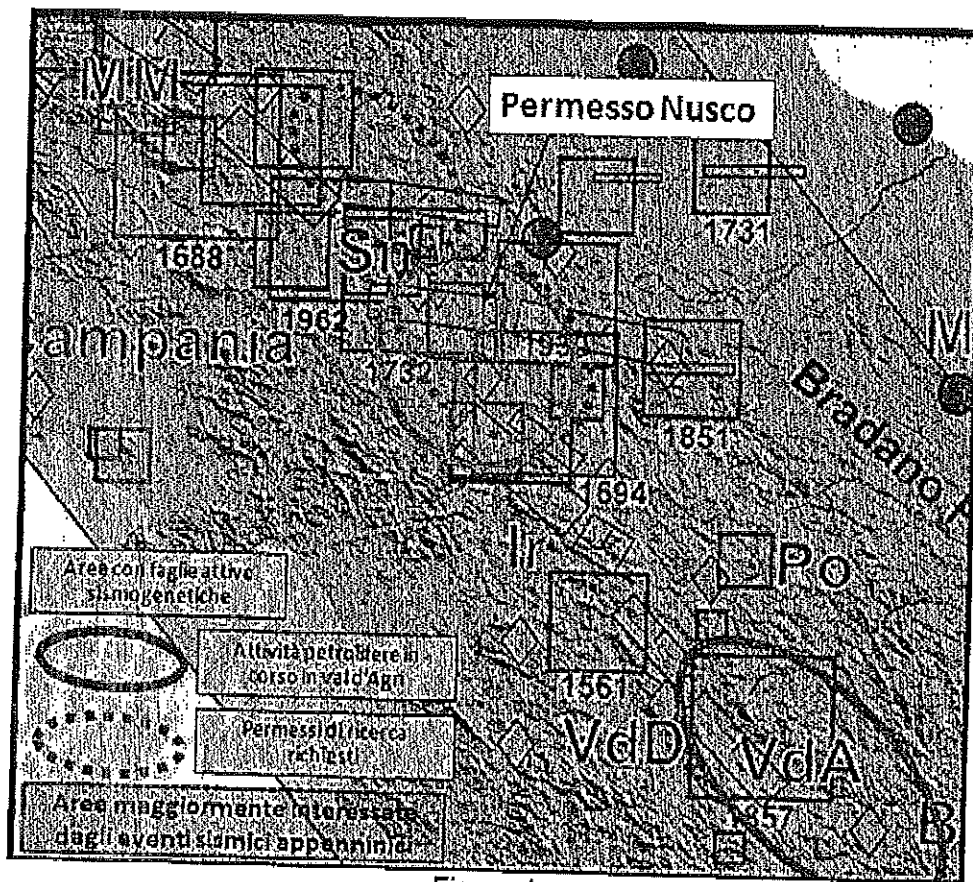 MM
Permesso Nusco
1731
1688
Sn
1962
ampania
1732
M
1851
Bradano
1694
Ir
Po
Aree con faglie attive
sismogenetiche
Attività petrolifere in
corso in val d'Agri
1561
Permessi di ricerca
richiesti
VdD
VdA
1857
B
Aree maggiormente interessate
dagli eventi sismici appenninici